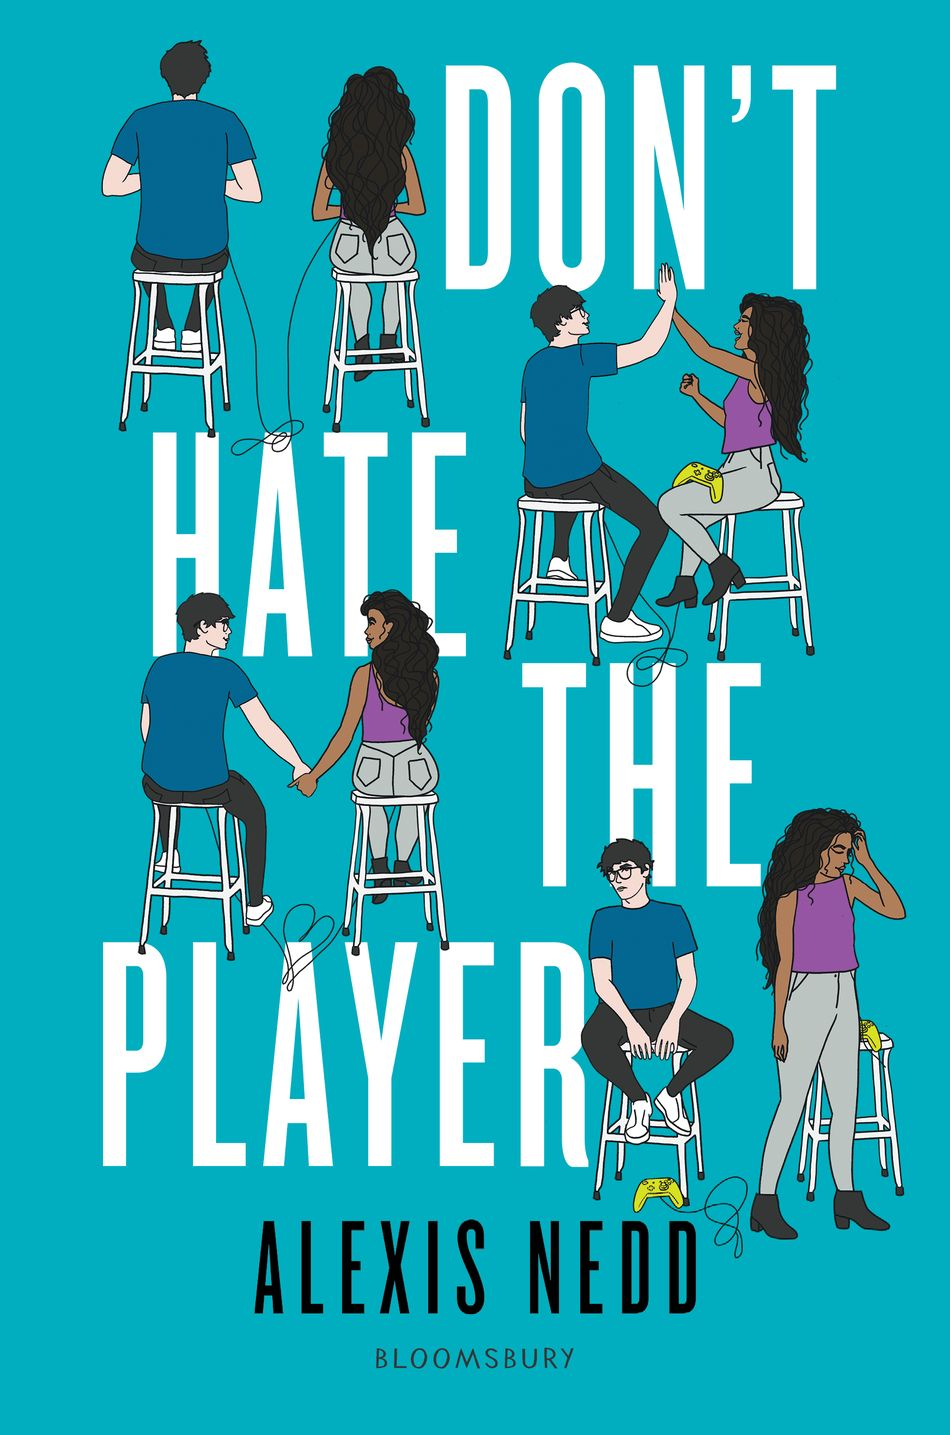 DON'T
HATE
THE
PLAYER
ALEXIS NEDD
BLOOMSBURY